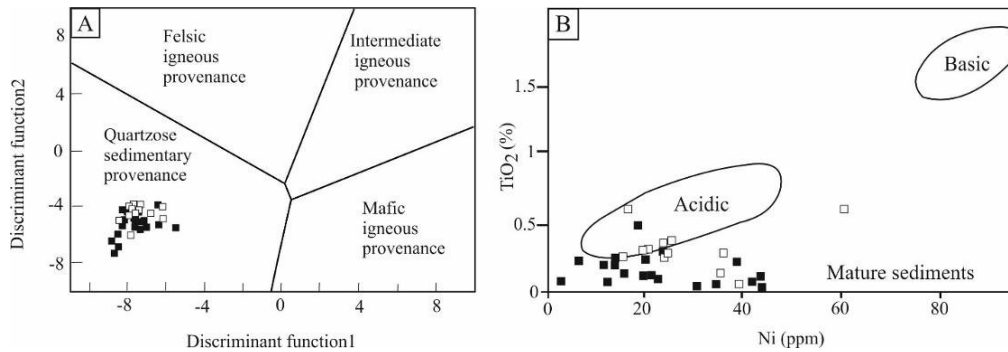 A
8
4
0
-4
-8
Discriminant function2
Felsic
igneous
provenance
Intermediate
igneous
provenance
Quartzose
sedimentary
provenance
Mafic
igneous
provenance
-8
-4
0
4
8
Discriminant function1
B
1.5
1
0.5
0
TiO2 (%)
Basic
Acidic
Mature sediments
0
20
40
60
80
Ni (ppm)